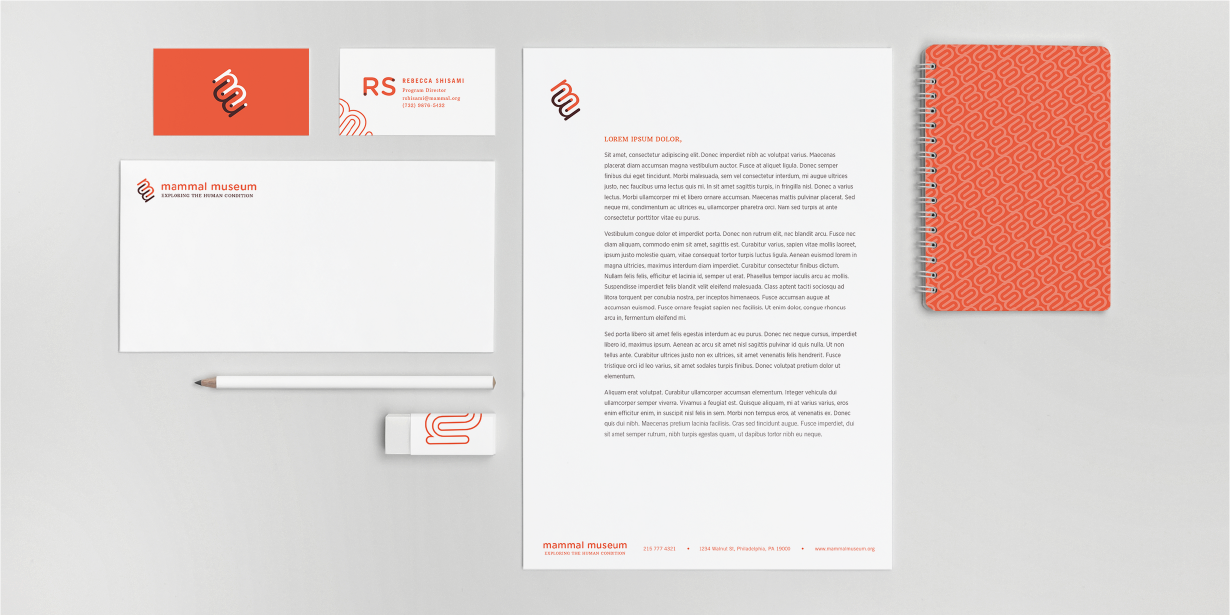 RS
REBECCA SHISAMI
Program Director
rshisami@mammal.org
(732) 9876-5432
mammal museum
EXPLORING THE HUMAN CONDITION
LOREM IPSUM DOLOR,
Sit amet, consectetur adipiscing elit. Donec imperdiet nibh ac volutpat varius. Maecenas
placerat diam accumsan magna vestibulum auctor. Fusce at aliquet ligula. Donec semper
finibus dui eget tincidunt. Morbi malesuada, sem vel consectetur interdum, mi augue ultrices
justo, nec faucibus urna lectus quis mi. In sit amet sagittis turpis, in fringilla nisl. Donec a varius
lectus. Morbi ullamcorper mi et libero ornare accumsan. Maecenas mattis pulvinar placerat. Sed
neque mi, condimentum ac ultrices eu, ullamcorper pharetra orci. Nam sed turpis at ante
consectetur porttitor vitae eu purus.
Vestibulum congue dolor et imperdiet porta. Donec non rutrum elit, nec blandit arcu. Fusce nec
diam aliquam, commodo enim sit amet, sagittis est. Curabitur varius, sapien vitae mollis laoreet,
ipsum justo molestie quam, vitae consequat tortor turpis luctus ligula. Aenean euismod lorem in
magna ultricies, maximus interdum diam imperdiet. Curabitur consectetur finibus dictum.
Nullam felis felis, efficitur et lacinia id, semper ut erat. Phasellus tempor iaculis arcu ac mollis.
Suspendisse imperdiet felis blandit velit eleifend malesuada. Class aptent taciti sociosqu ad
litora torquent per conubia nostra, per inceptos himenaeos. Fusce accumsan augue at
accumsan euismod. Fusce ornare feugiat sapien nec facilisis. Ut enim dolor, congue rhoncus
arcu in, fermentum eleifend mi.
Sed porta libero sit amet felis egestas interdum ac eu purus. Donec nec neque cursus, imperdiet
libero id, maximus ipsum. Aenean ac arcu sit amet nisl sagittis pulvinar id quis nulla. Ut non
tellus ante. Curabitur ultrices justo non ex ultrices, sit amet venenatis felis hendrerit. Fusce
tristique orci id leo varius, sit amet sedales turpis finibus. Donec volutpat pretium dolor ut
elementum.
Aliquam erat volutpat. Curabitur ullamcorper accumsan elementum. Integer vehicula dui
ullamcorper semper viverra. Vivamus a feugiat est. Quisque aliquam, mi at varius varius, eros
enim efficitur enim, in suscipit nisl felis in sem. Morbi non tempus eros, at venenatis ex. Donec
quis dui nibh. Maecenas pretium lacinia facilisis. Cras sed tincidunt augue. Fusce imperdiet, dui
sit amet semper rutrum, nibh turpis egestas quam, ut dapibus tortor nibh eu neque.
mammal museum
EXPLORING THE HUMAN CONDITION
215 777 4321 • 1234 Walnut St, Philadelphia, PA 19000 • www.mammalmuseum.org